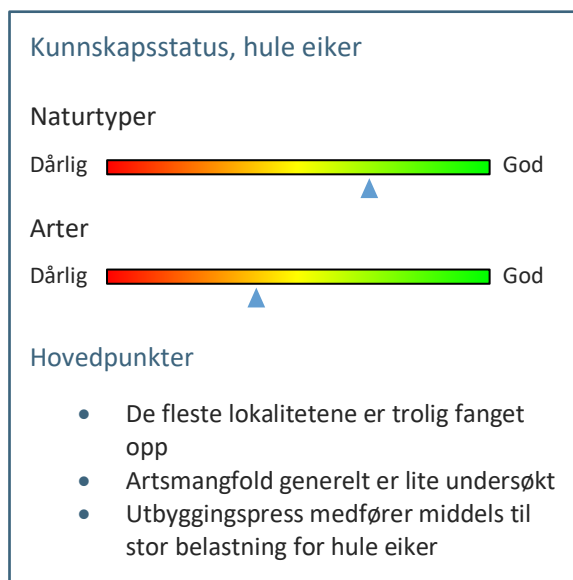 Kunnskapsstatus, hule eiker
Naturtyper
Dårlig God
Arter
Dårlig God
Hovedpunkter
• De fleste lokalitetene er trolig fanget
opp
• Artsmangfold generelt er lite undersøkt
• Utbyggingspress medfører middels til
stor belastning for hule eiker